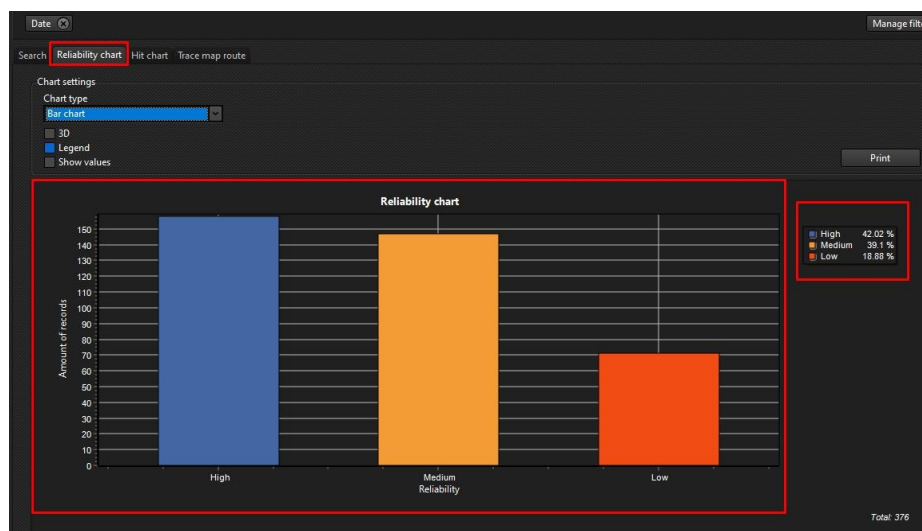 Date
Manage filte
Search Reliability chart Hit chart Trace map route
Chart settings
Chart type
Bar chart
3D
Legend
Show values
Print
Reliability chart
Amount of records
150
140
130
120
110
100
90
80
70
60
50
40
30
20
10
0
High Medium Low
Reliability
High 42.02 %
Medium 39.1 %
Low 18.88 %
Total: 376